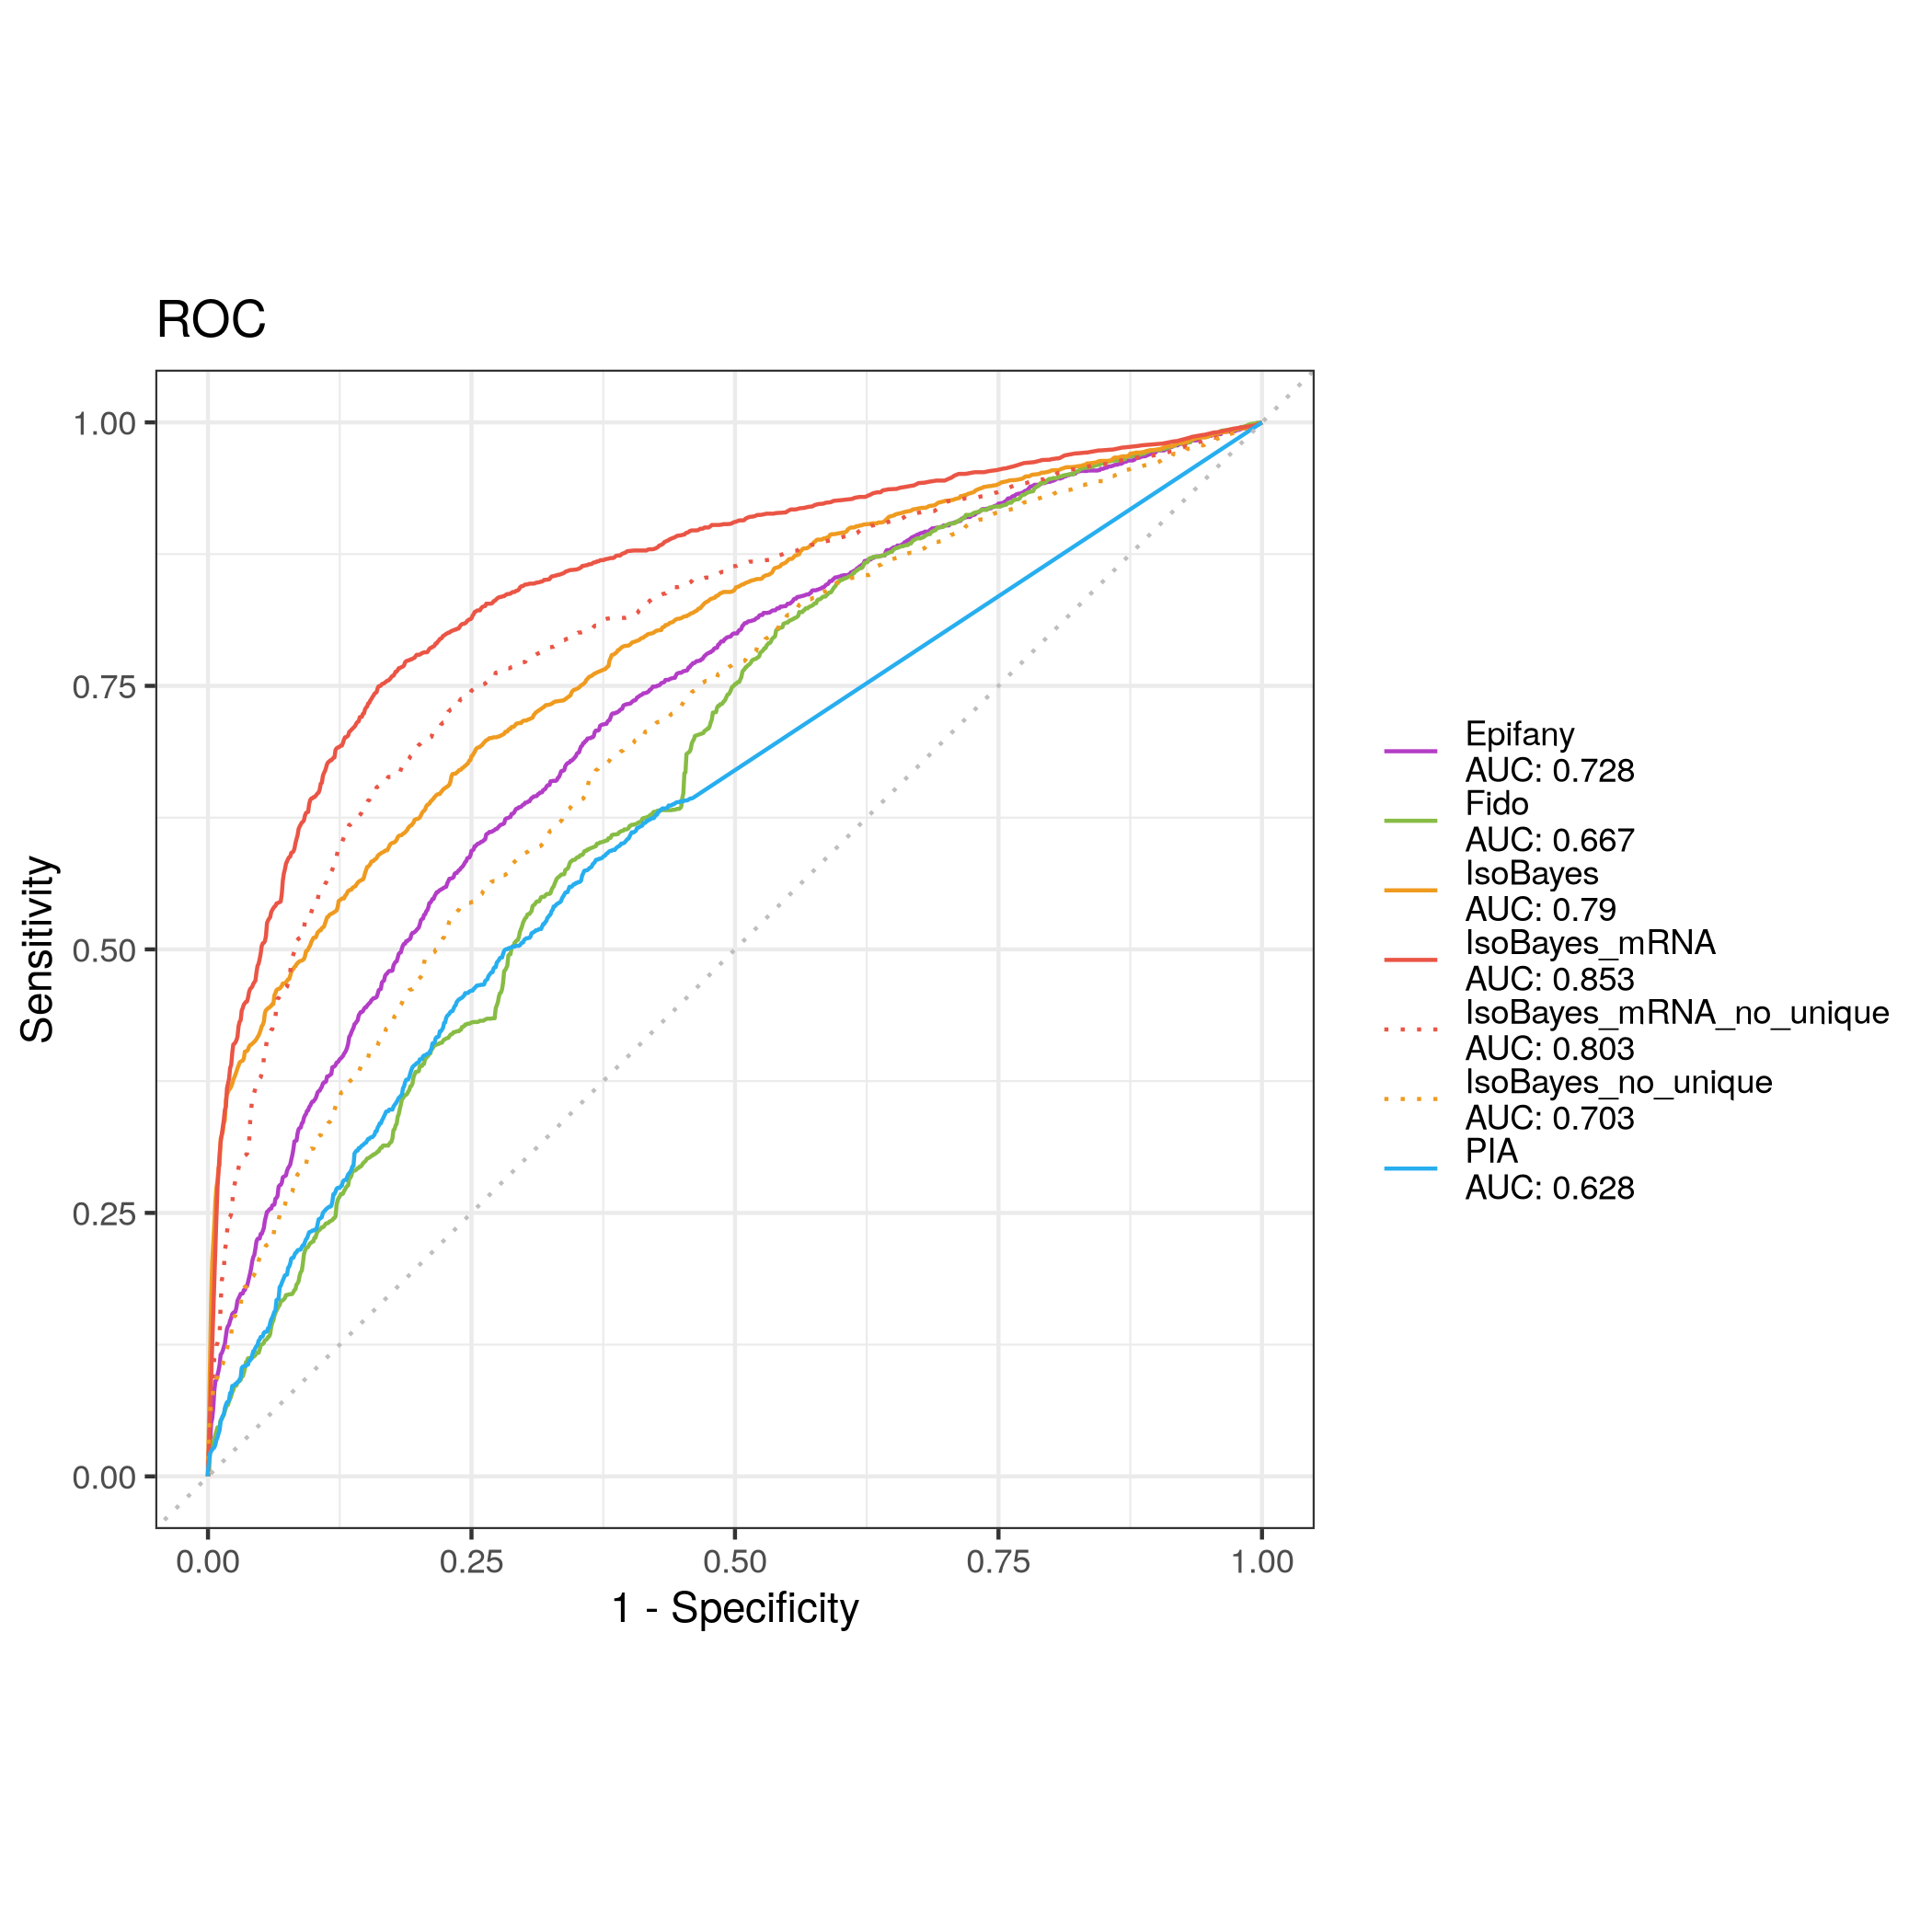 ROC
1.00
0.75
0.50
0.25
0.00
Sensitivity
0.00 0.25 0.50 0.75 1.00
1 - Specificity
Epifany
AUC: 0.728
Fido
AUC: 0.667
IsoBayes
AUC: 0.79
IsoBayes_mRNA
AUC: 0.853
IsoBayes_mRNA_no_unique
AUC: 0.803
IsoBayes_no_unique
AUC: 0.703
PIA
AUC: 0.628